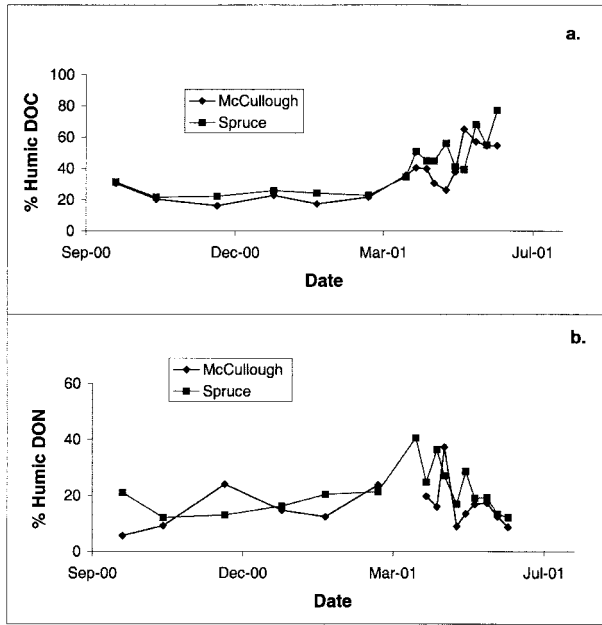 a.
100
80
60
40
20
0
% Humic DOC
McCullough
Spruce
Sep-00 Dec-00 Mar-01 Jul-01
Date
b.
60
40
20
0
% Humic DON
McCullough
Spruce
Sep-00 Dec-00 Mar-01 Jul-01
Date